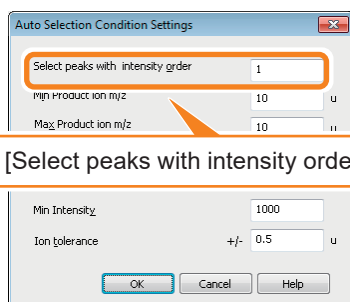 Auto Selection Condition Settings
Select peaks with intensity order 1
Min Product ion m/z 10 u
Max Product ion m/z 10 u
[Select peaks with intensity orde
Min Intensity 1000
Ion tolerance +/- 0.5 u
OK Cancel Help